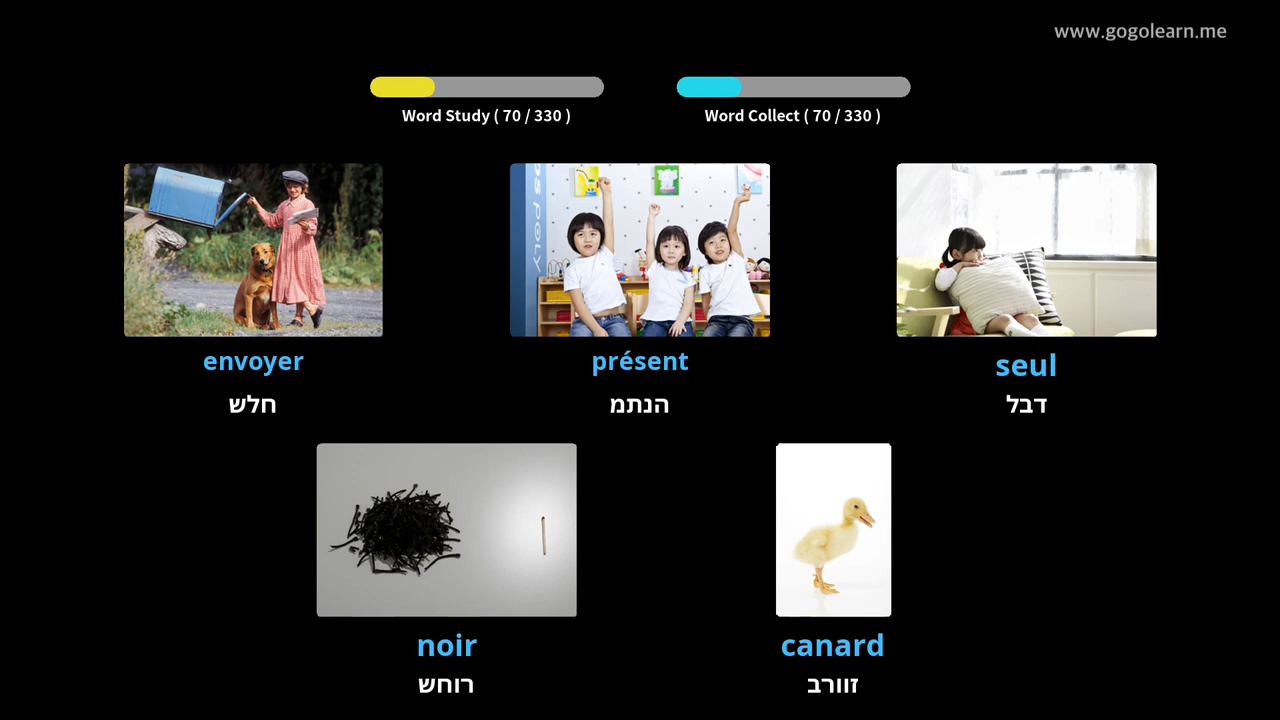 www.gogolearn.me
Word Study ( 70 / 330 )
Word Collect ( 70 / 330 )
POLY
envoyer
חלש
présent
הנתמ
seul
דבל
noir
רוחש
canard
זוורב